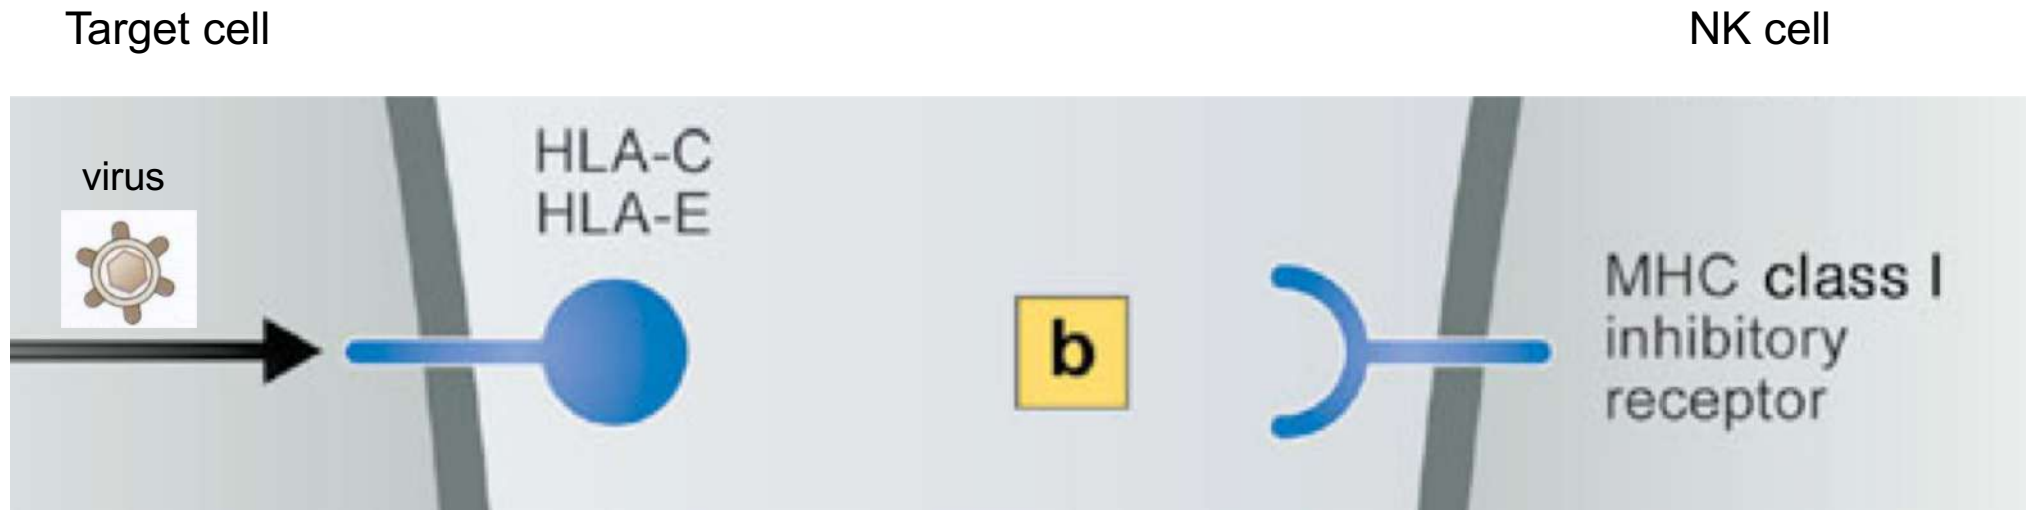 Target cell
NK cell
virus
HLA-C
HLA-E
b
MHC class I
inhibitory
receptor